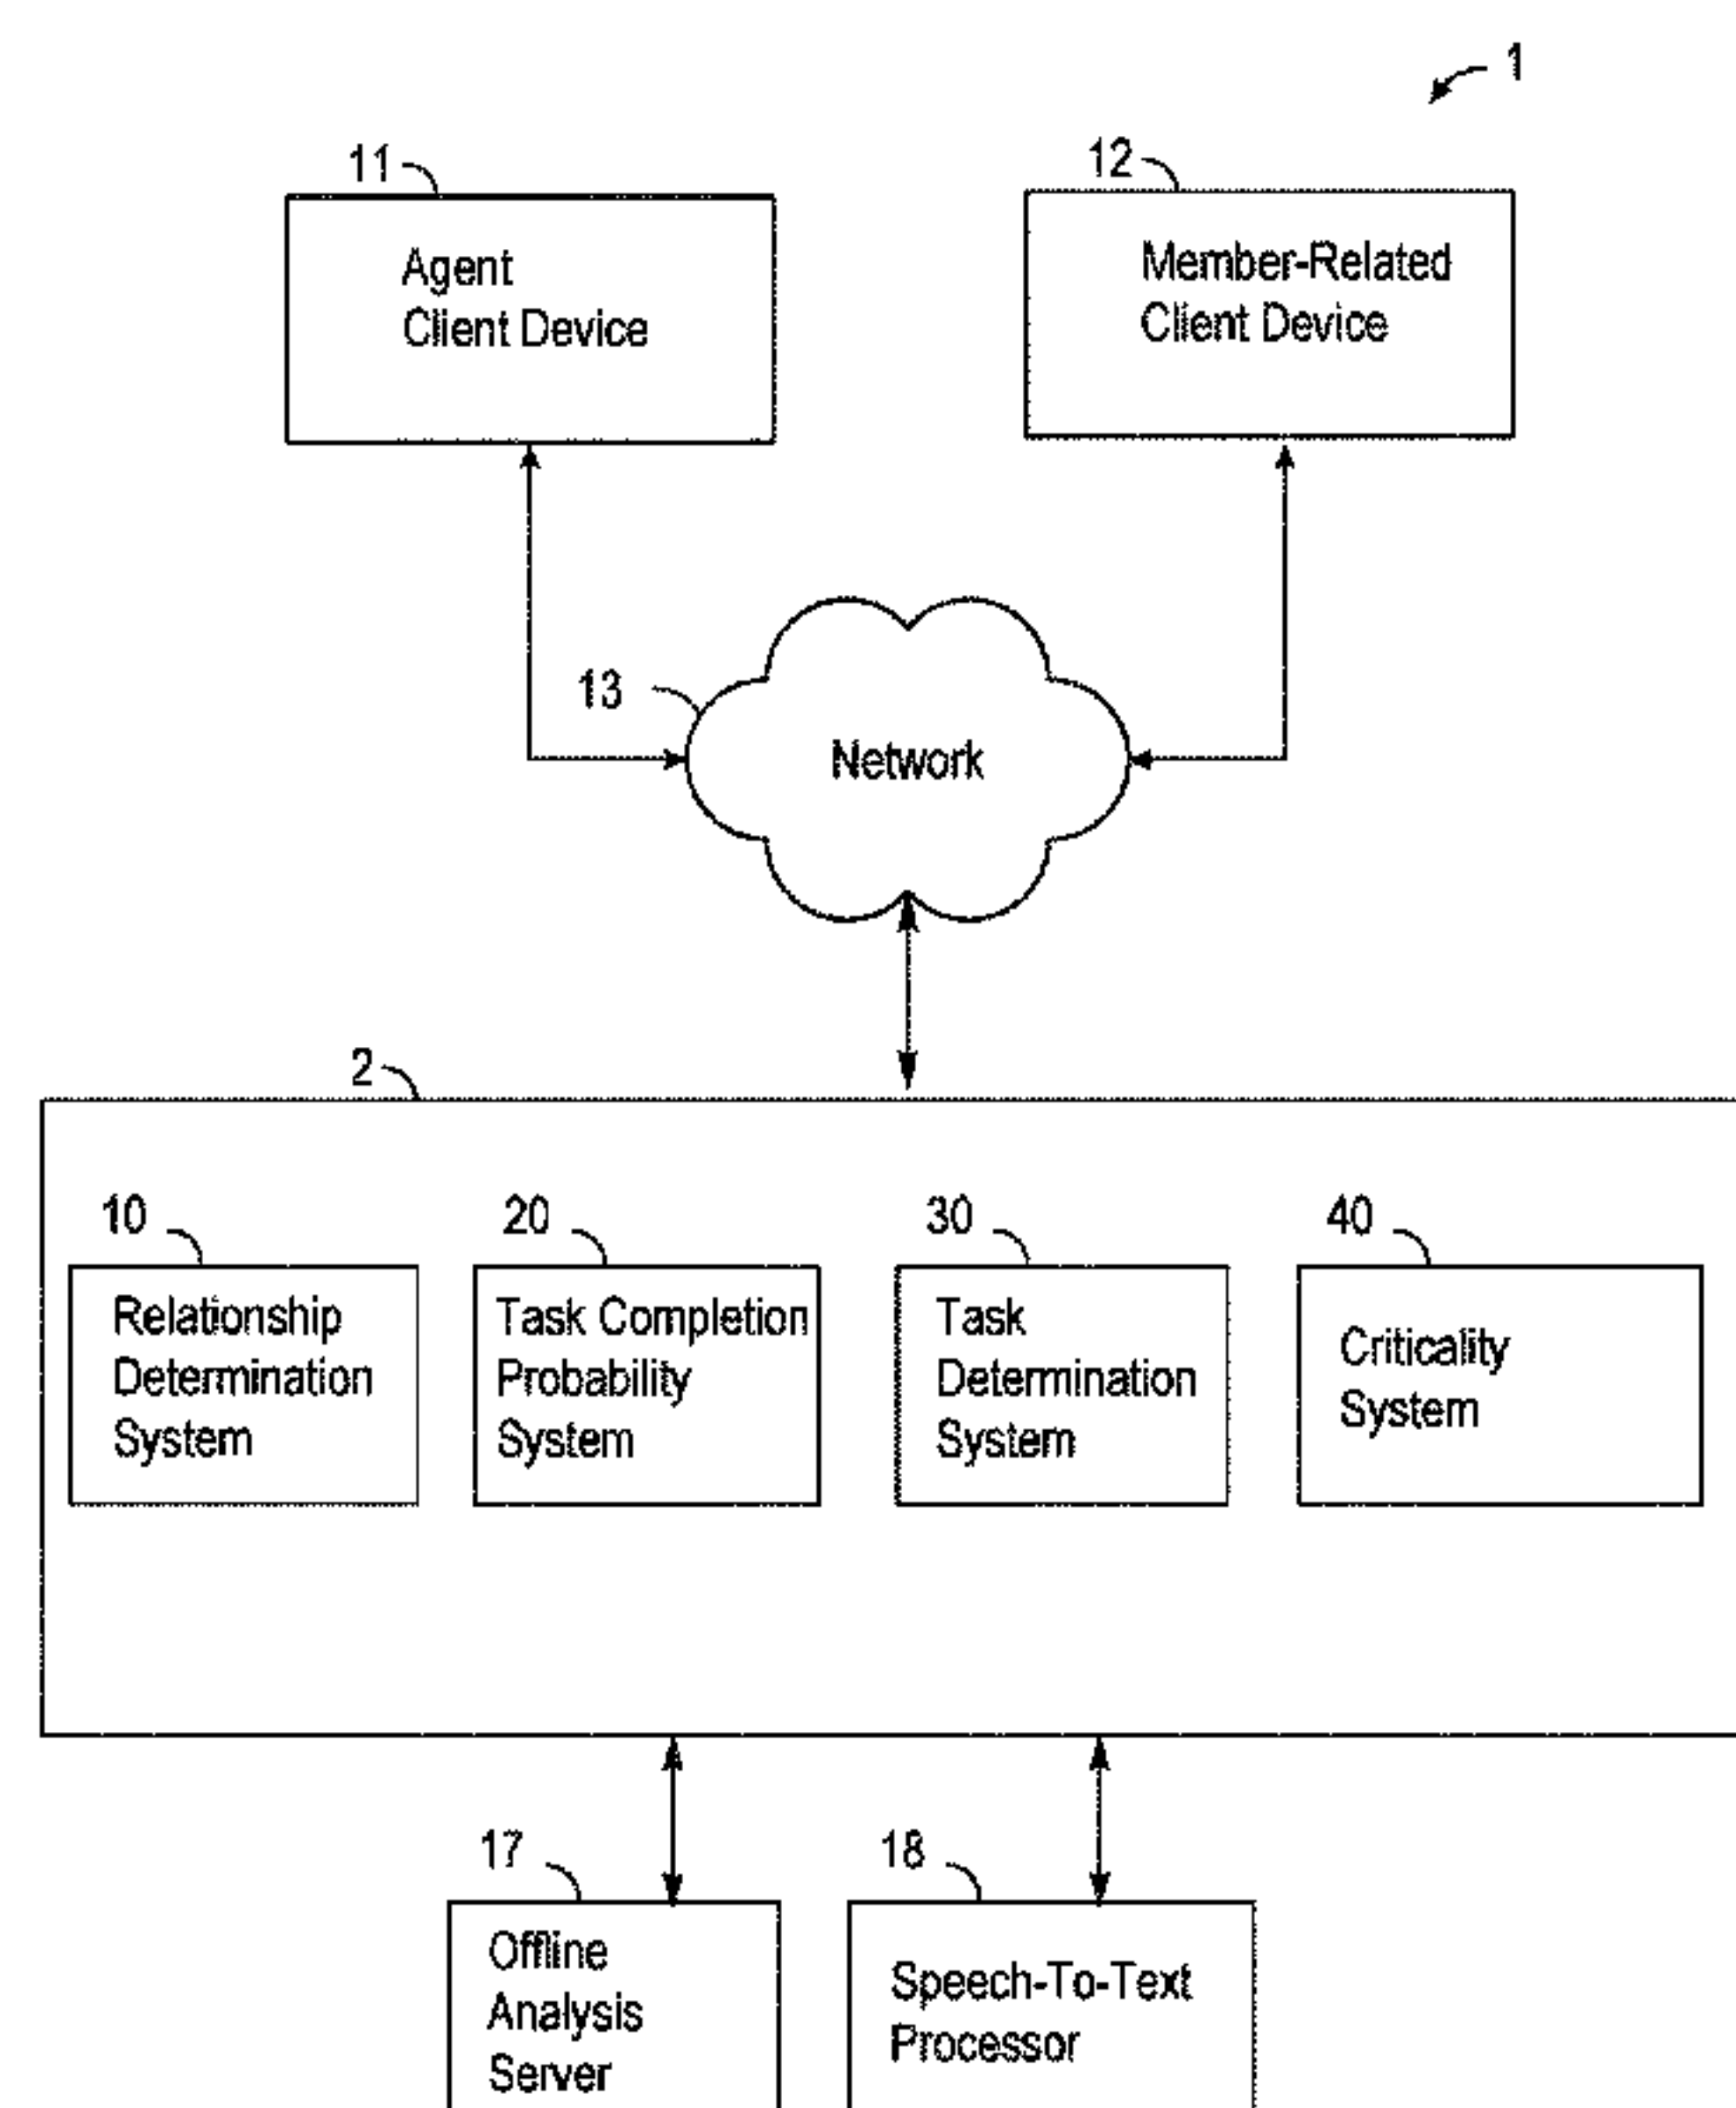 1
11
12
Agent
Client Device
Member-Related
Client Device
13
Network
2
10
20
30
40
Relationship
Determination
System
Task Completion
Probability
System
Task
Determination
System
Criticality
System
17
18
Offline
Analysis
Server
Speech-To-Text
Processor